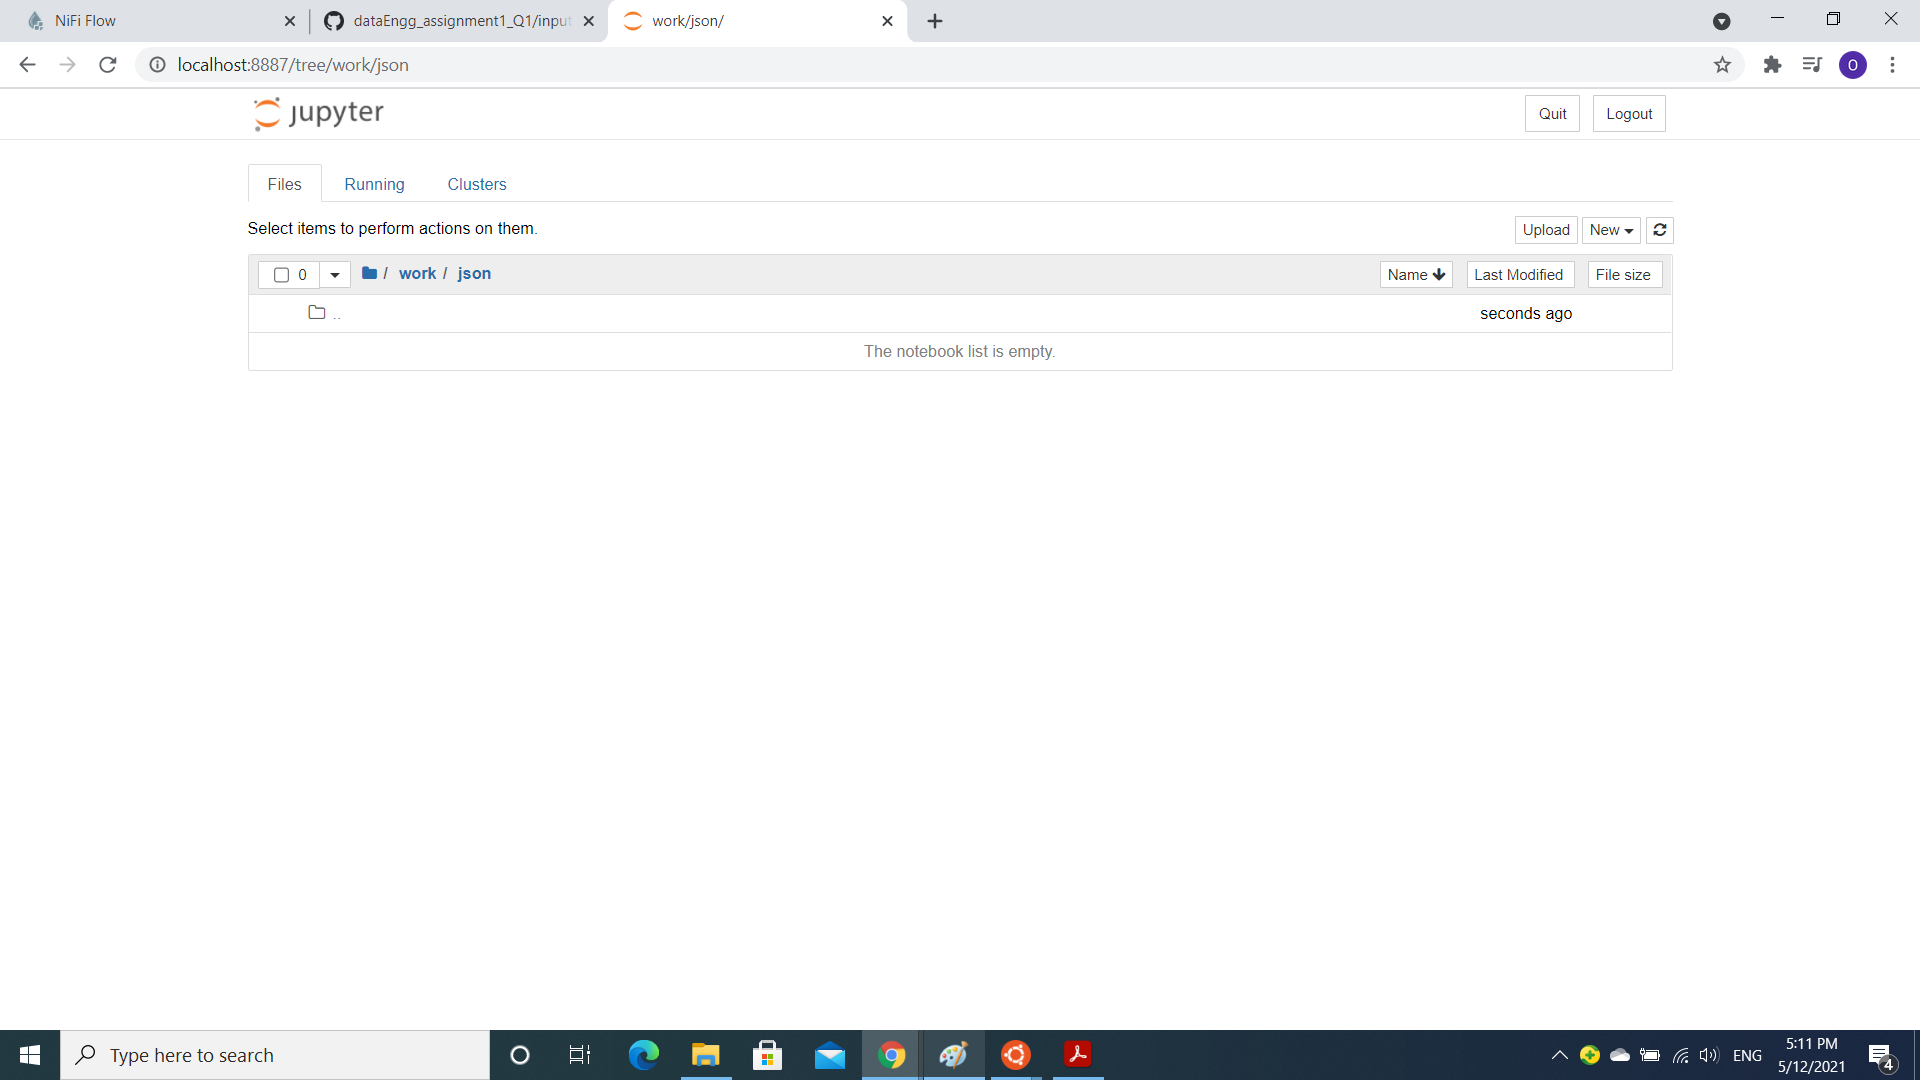 NiFi Flow
dataEngg_assignment1_Q1/input
work/json/
localhost:8887/tree/work/json
O
jupyter
Quit
Logout
Files
Running
Clusters
Select items to perform actions on them.
Upload
New
0
/ work / json
Name
Last Modified
File size
..
seconds ago
The notebook list is empty.
Type here to search
ENG
5:11 PM
5/12/2021
4